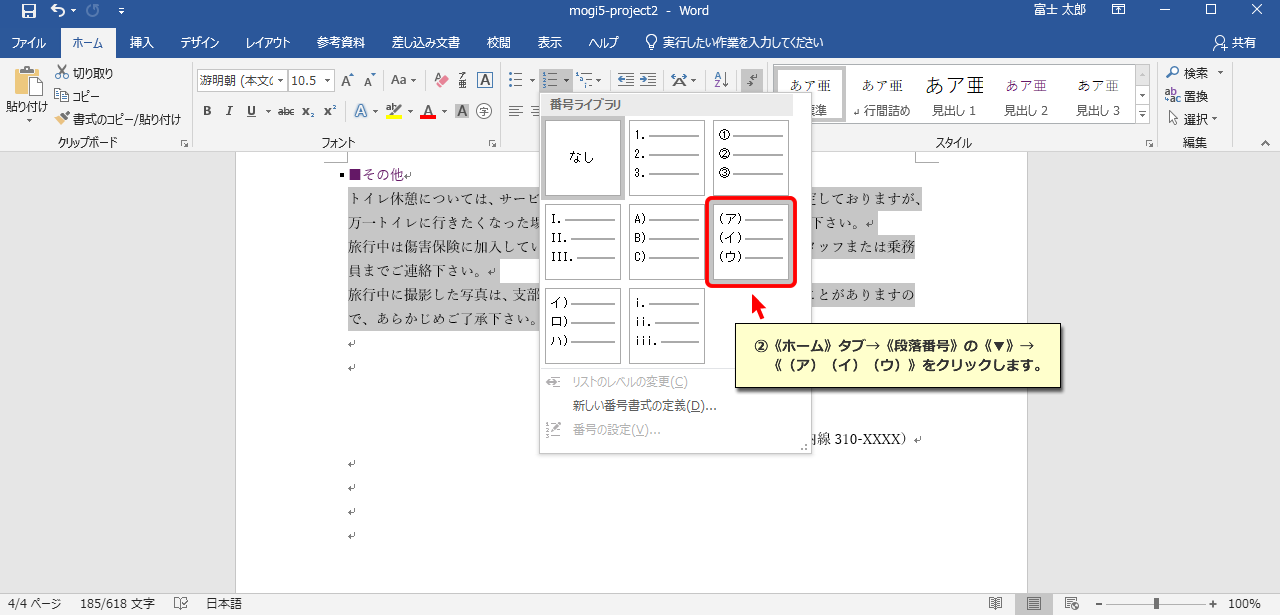 mogi5-project2 - Word
富士 太郎
ファイル ホーム 挿入 デザイン レイアウト 参考資料 差し込み文書 校閲 表示 ヘルプ 実行したい作業を入力してください 共有
貼り付け
切り取り
コピー
書式のコピー/貼り付け
クリップボード
游明朝 (本文の 10.5
Aa
B I U abc x₂ x²
フォント
番号ライブラリ
なし
1.
2.
3.
①
②
③
I.
II.
III.
A)
B)
C)
(ア)
(イ)
(ウ)
イ)
ロ)
ハ)
i.
ii.
iii.
リストのレベルの変更(C)
新しい番号書式の定義(D)...
番号の設定(V)...
あア亜 あア亜 あア亜 あア亜 あア亜
標準 行間詰め 見出し 1 見出し 2 見出し 3
スタイル
検索
置換
選択
編集
■その他
トイレ休憩については、サービ
定しておりますが、
万一トイレに行きたくなった場
下さい。
旅行中は傷害保険に加入してい
タッフまたは乗務
員までご連絡下さい。
旅行中に撮影した写真は、支部
ことがありますの
で、あらかじめご了承下さい。
内線 310-XXXX）
②《ホーム》タブ→《段落番号》の《▼》→
《（ア）（イ）（ウ）》をクリックします。
4/4 ページ 185/618 文字 日本語 100%